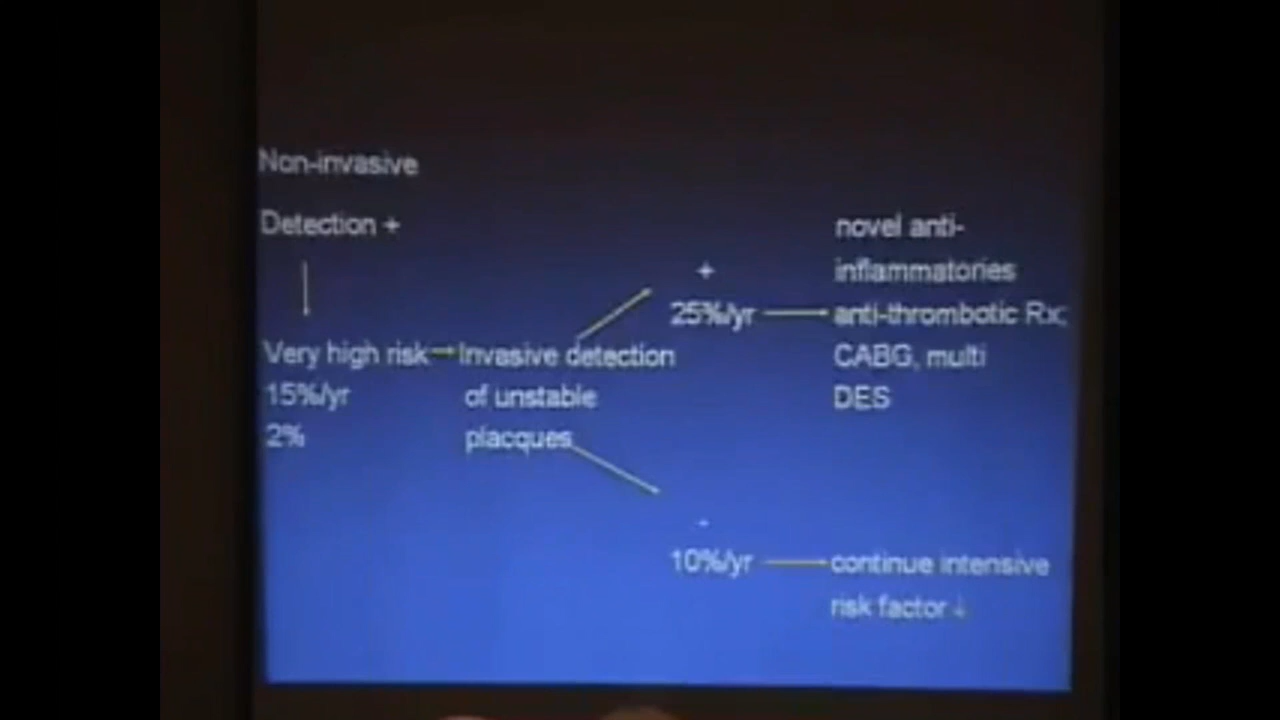 Non-invasive
Detection +
Very high risk
15%/yr
2%
Invasive detection
of unstable
placques
+
25%/yr
novel anti-
inflammatories
anti-thrombotic Rx;
CABG, multi
DES
-
10%/yr
continue intensive
risk factor ↓